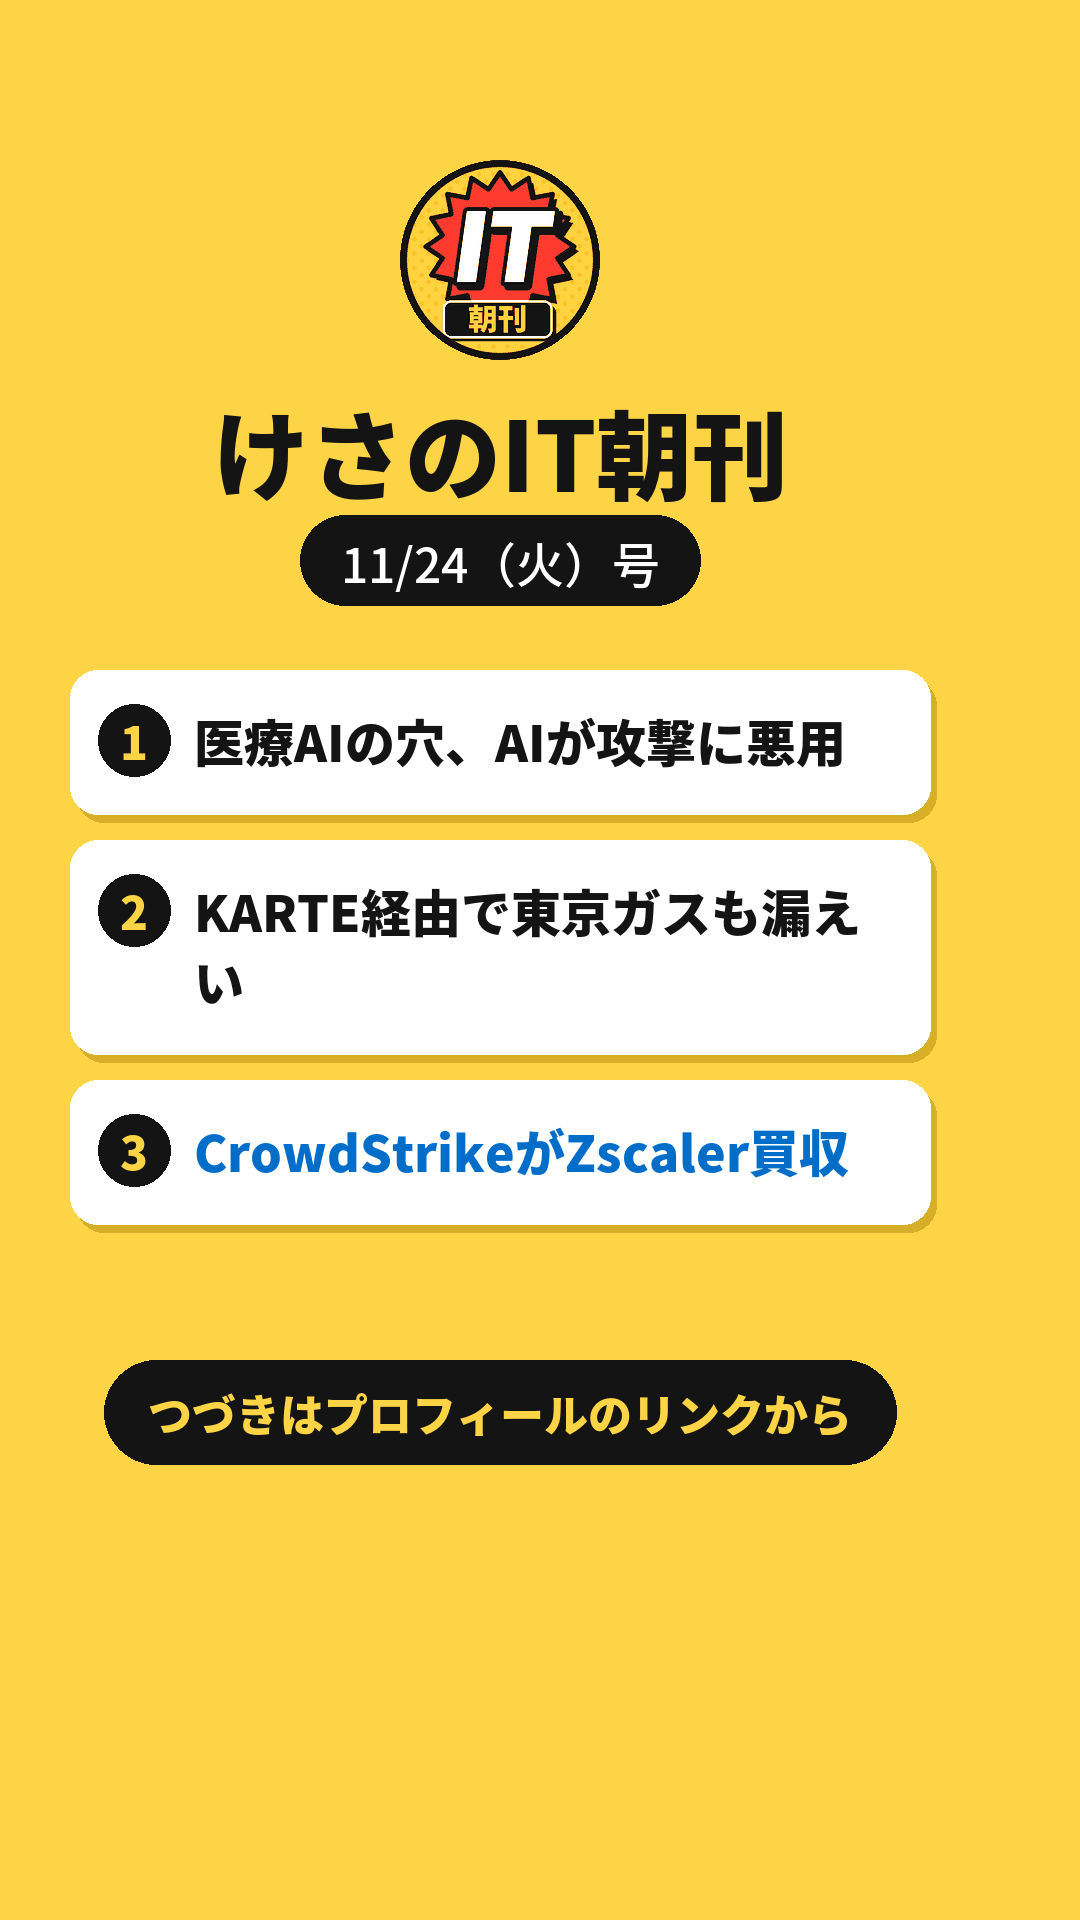 IT
朝刊
けさのIT朝刊
11/24（火）号
1 医療AIの穴、AIが攻撃に悪用
2 KARTE経由で東京ガスも漏え
い
3 CrowdStrikeがZscaler買収
つづきはプロフィールのリンクから